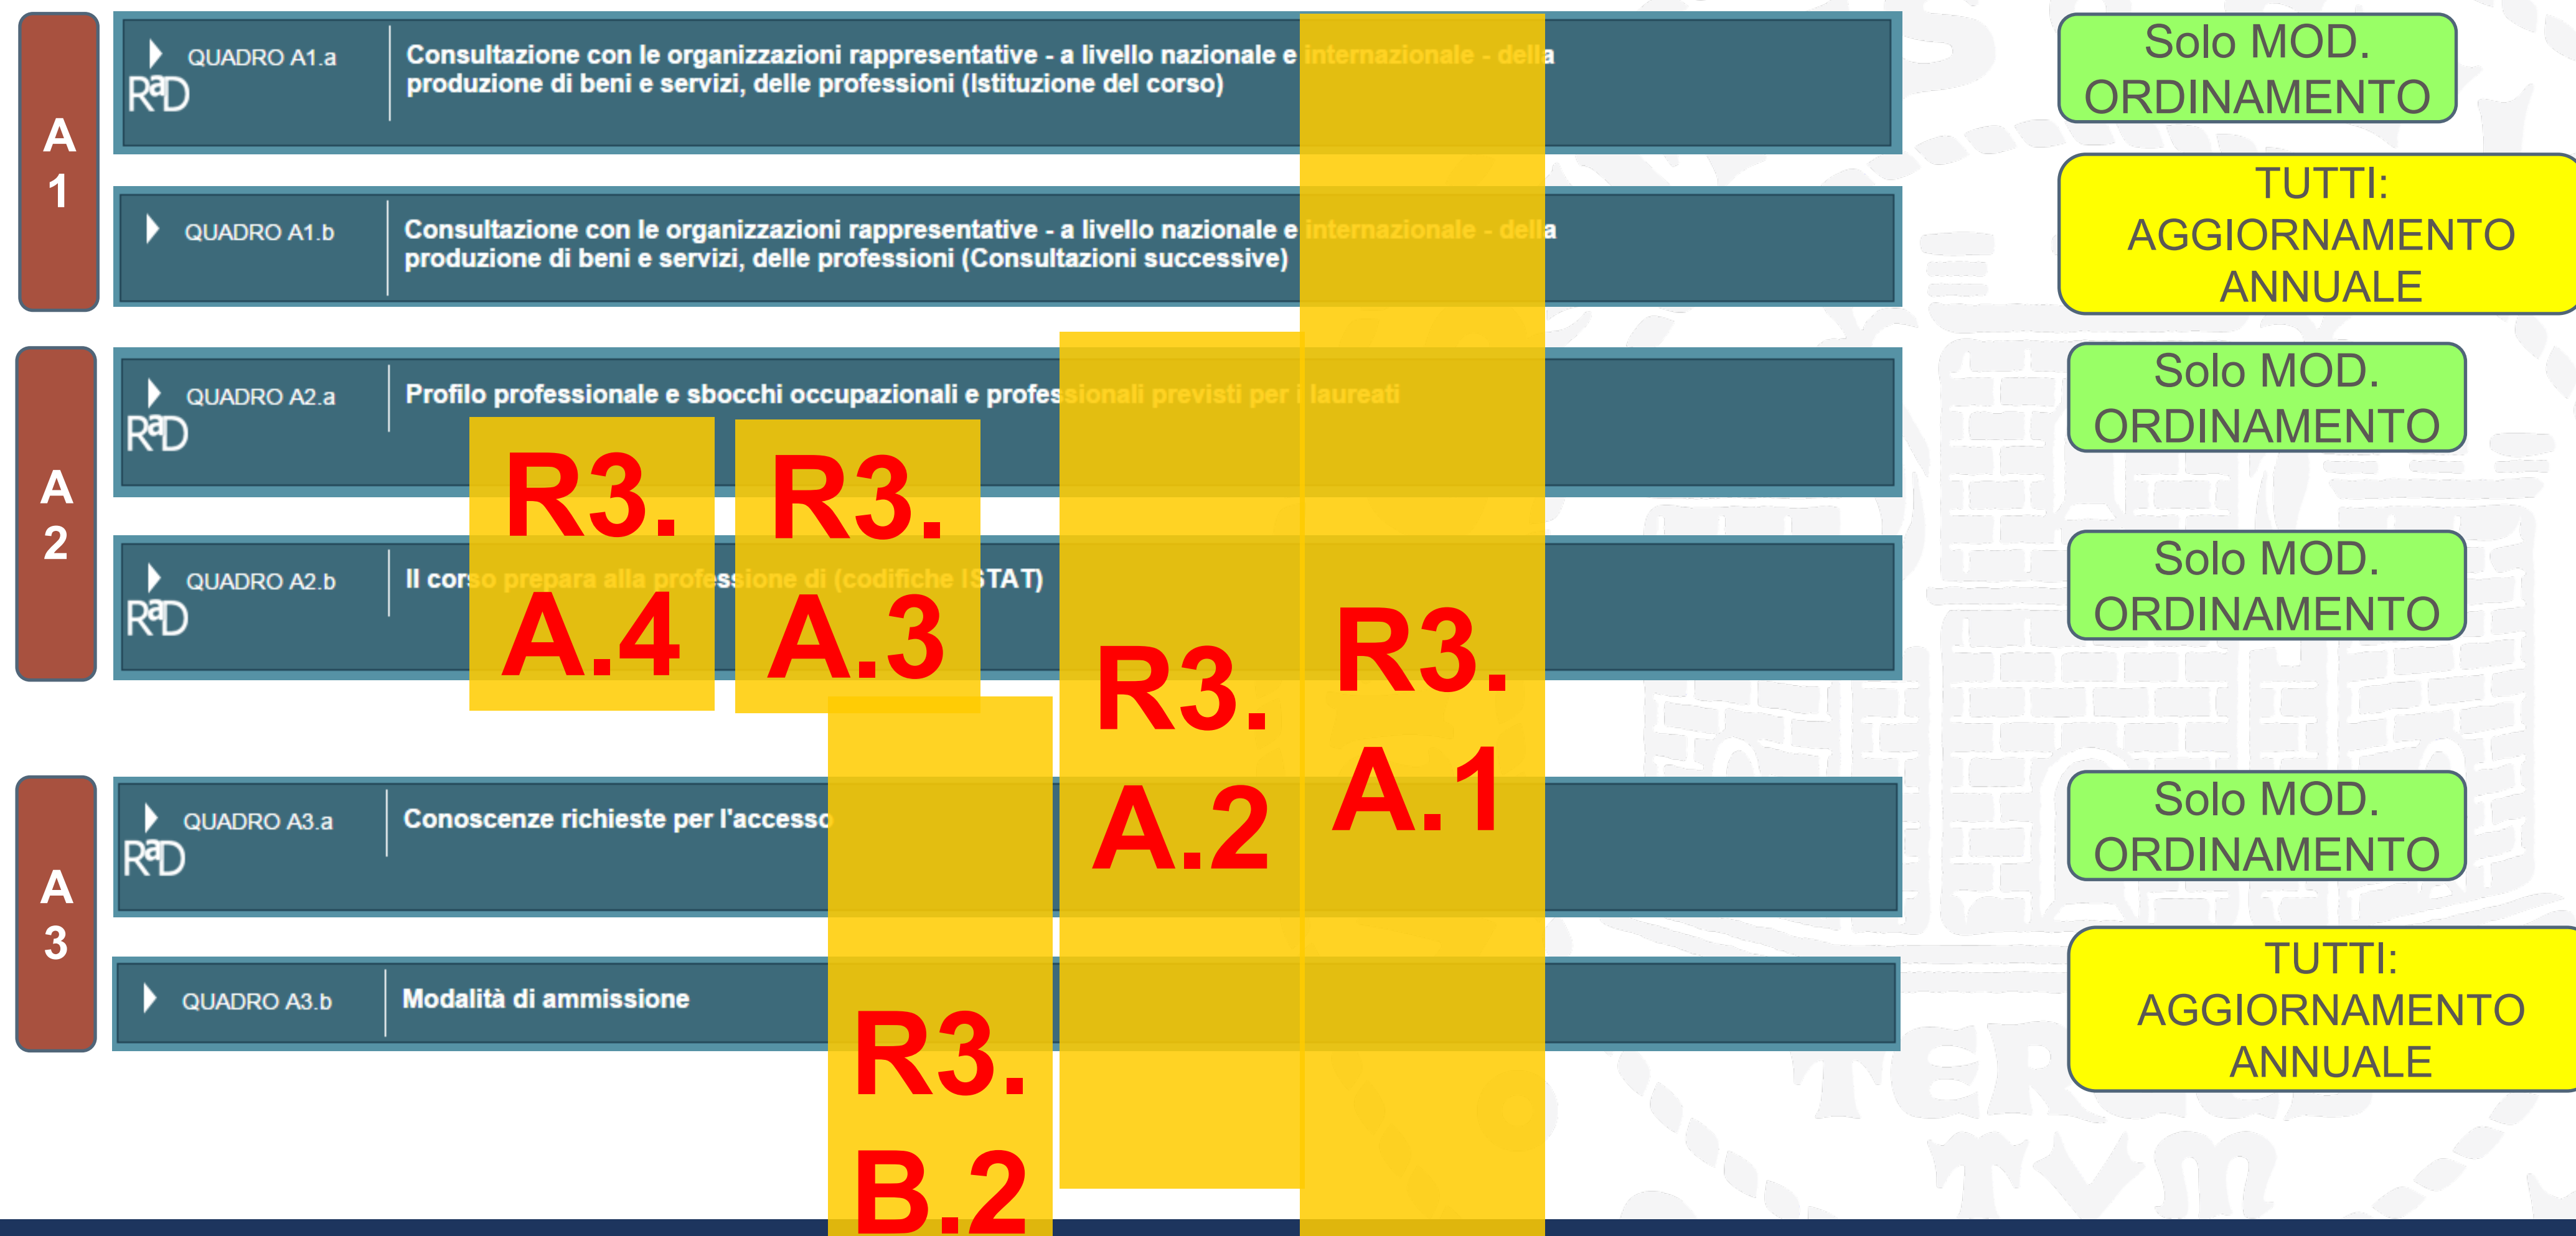 A
1
QUADRO A1.a
RaD
Consultazione con le organizzazioni rappresentative - a livello nazionale e internazionale - della
produzione di beni e servizi, delle professioni (Istituzione del corso)
Solo MOD.
ORDINAMENTO
QUADRO A1.b
Consultazione con le organizzazioni rappresentative - a livello nazionale e internazionale - della
produzione di beni e servizi, delle professioni (Consultazioni successive)
TUTTI:
AGGIORNAMENTO
ANNUALE
A
2
QUADRO A2.a
RaD
Profilo professionale e sbocchi occupazionali e professionali previsti per i laureati
Solo MOD.
ORDINAMENTO
QUADRO A2.b
RaD
Il corso prepara alla professione di (codifiche ISTAT)
Solo MOD.
ORDINAMENTO
R3.
A.4
R3.
A.3
R3.
A.2
R3.
A.1
A
3
QUADRO A3.a
RaD
Conoscenze richieste per l'accesso
Solo MOD.
ORDINAMENTO
QUADRO A3.b
Modalità di ammissione
TUTTI:
AGGIORNAMENTO
ANNUALE
R3.
B.2